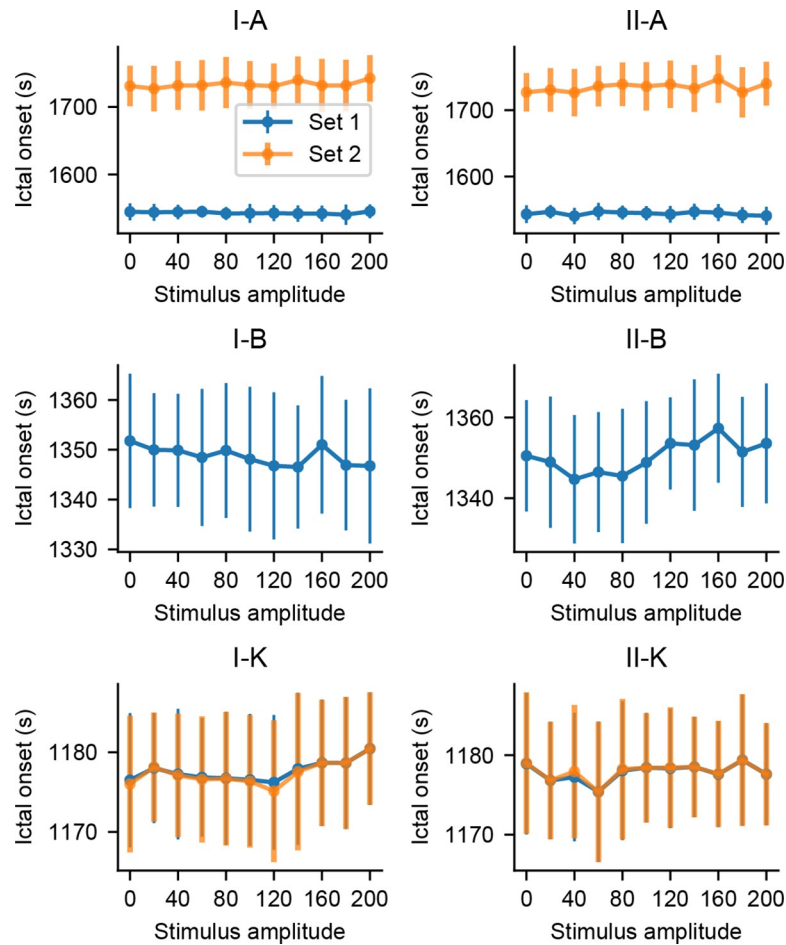 I-A
Ictal onset (s)
1700
1600
Set 1
Set 2
0 40 80 120 160 200
Stimulus amplitude
II-A
Ictal onset (s)
1700
1600
0 40 80 120 160 200
Stimulus amplitude
I-B
Ictal onset (s)
1360
1350
1340
1330
0 40 80 120 160 200
Stimulus amplitude
II-B
Ictal onset (s)
1360
1340
0 40 80 120 160 200
Stimulus amplitude
I-K
Ictal onset (s)
1180
1170
0 40 80 120 160 200
Stimulus amplitude
II-K
Ictal onset (s)
1180
1170
0 40 80 120 160 200
Stimulus amplitude